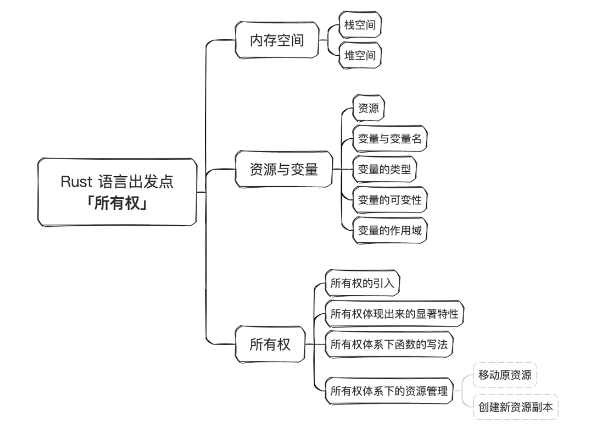 Rust 语言出发点
「所有权」
内存空间
栈空间
堆空间
资源与变量
资源
变量与变量名
变量的类型
变量的可变性
变量的作用域
所有权
所有权的引入
所有权体现出来的显著特性
所有权体系下函数的写法
所有权体系下的资源管理
移动原资源
创建新资源副本